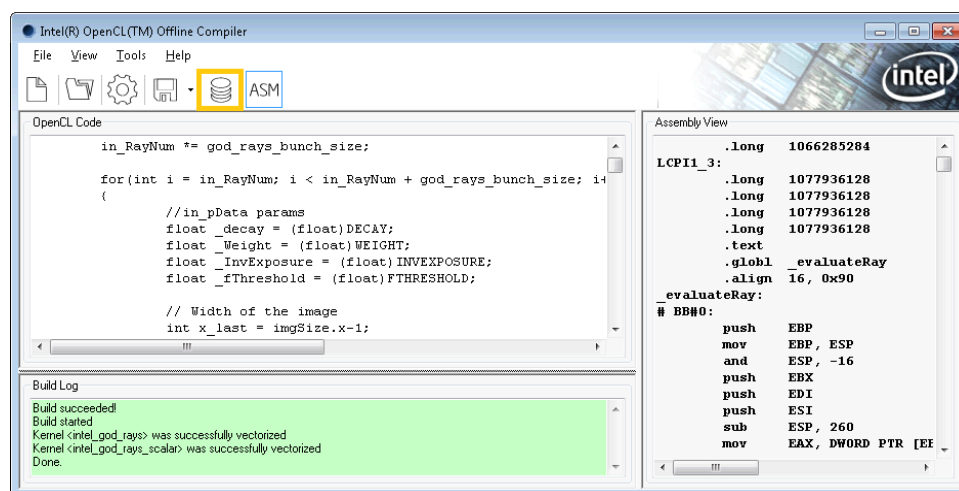 Intel(R) OpenCL(TM) Offline Compiler
File View Tools Help
ASM
(intel)
OpenCL Code
in_RayNum *= god_rays_bunch_size;
for(int i = in_RayNum; i < in_RayNum + god_rays_bunch_size; i+
{
//in_pData params
float _decay = (float)DECAY;
float _Weight = (float)WEIGHT;
float _InvExposure = (float)INVEXPOSURE;
float _fThreshold = (float)FTHRESHOLD;
// Width of the image
int x_last = imgSize.x-1;
Build Log
Build succeeded!
Build started
Kernel <intel_god_rays> was successfully vectorized
Kernel <intel_god_rays_scalar> was successfully vectorized
Done.
Assembly View
.long 1066285284
LCPI1_3:
.long 1077936128
.long 1077936128
.long 1077936128
.long 1077936128
.text
.globl _evaluateRay
.align 16, 0x90
_evaluateRay:
# BB#0:
push EBP
mov EBP, ESP
and ESP, -16
push EBX
push EDI
push ESI
sub ESP, 260
mov EAX, DWORD PTR [EB